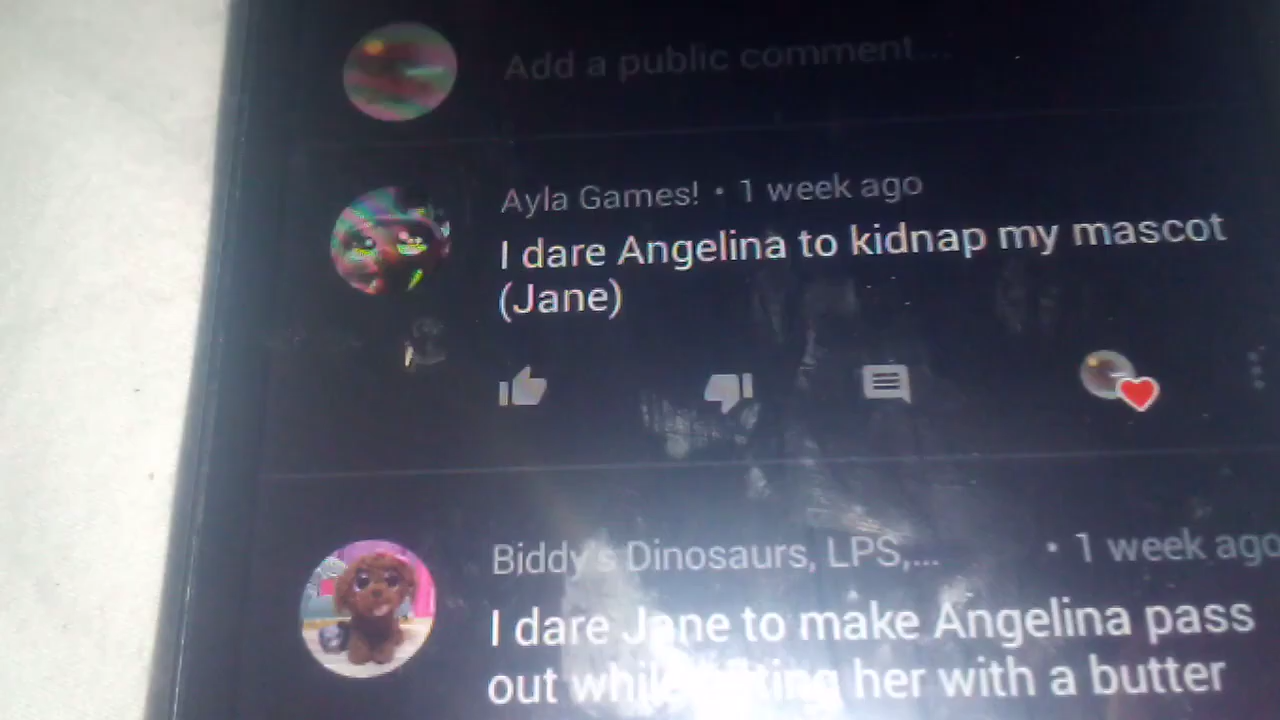 Add a public comment...
Ayla Games! • 1 week ago
I dare Angelina to kidnap my mascot
(Jane)
Biddy's Dinosaurs, LPS,... • 1 week ago
I dare Jane to make Angelina pass
out while her with a butter